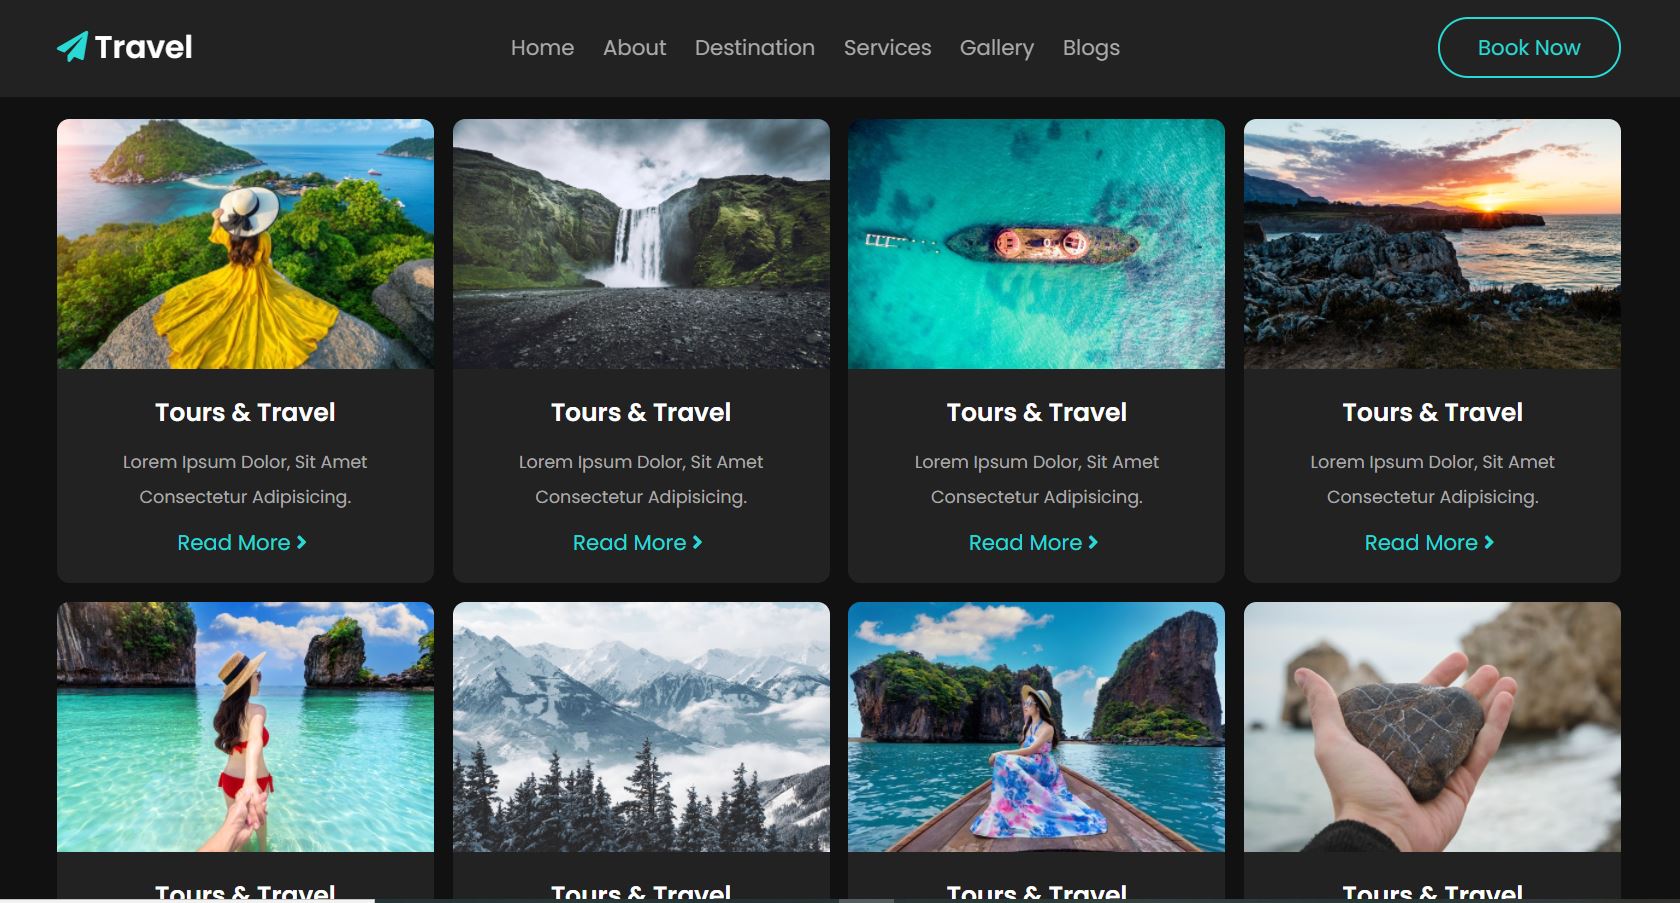 Travel
Home About Destination Services Gallery Blogs
Book Now
Tours & Travel
Lorem Ipsum Dolor, Sit Amet
Consectetur Adipisicing.
Read More
Tours & Travel
Lorem Ipsum Dolor, Sit Amet
Consectetur Adipisicing.
Read More
Tours & Travel
Lorem Ipsum Dolor, Sit Amet
Consectetur Adipisicing.
Read More
Tours & Travel
Lorem Ipsum Dolor, Sit Amet
Consectetur Adipisicing.
Read More
Tours & Travel
Tours & Travel
Tours & Travel
Tours & Travel